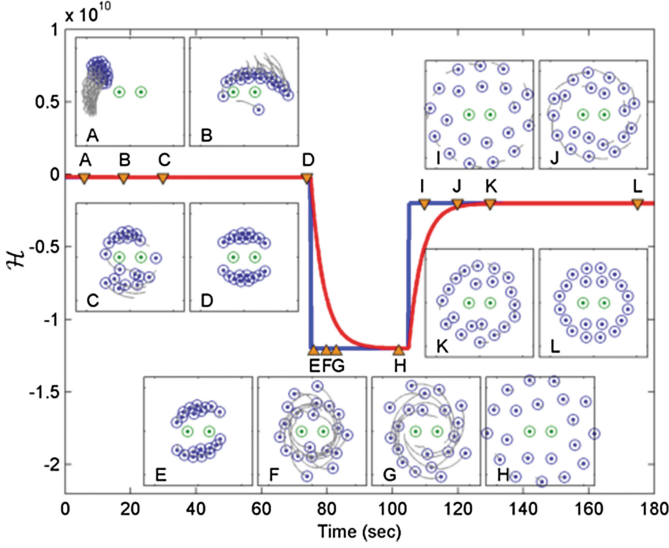 x 10^10
1
0.5
0
-0.5
-1
-1.5
-2
ℋ
A
B
I
J
A B C D I J K L
C
D
K
L
E F G H
E
F
G
H
0 20 40 60 80 100 120 140 160 180
Time (sec)